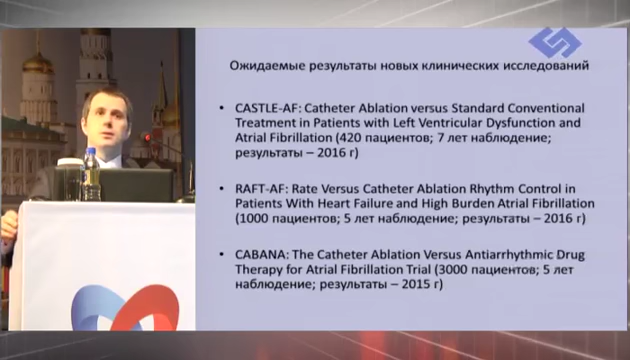 Ожидаемые результаты новых клинических исследований
• CASTLE-AF: Catheter Ablation versus Standard Conventional
Treatment in Patients with Left Ventricular Dysfunction and
Atrial Fibrillation (420 пациентов; 7 лет наблюдение;
результаты – 2016 г)
• RAFT-AF: Rate Versus Catheter Ablation Rhythm Control in
Patients With Heart Failure and High Burden Atrial Fibrillation
(1000 пациентов; 5 лет наблюдение; результаты – 2016 г)
• CABANA: The Catheter Ablation Versus Antiarrhythmic Drug
Therapy for Atrial Fibrillation Trial (3000 пациентов; 5 лет
наблюдение; результаты – 2015 г)